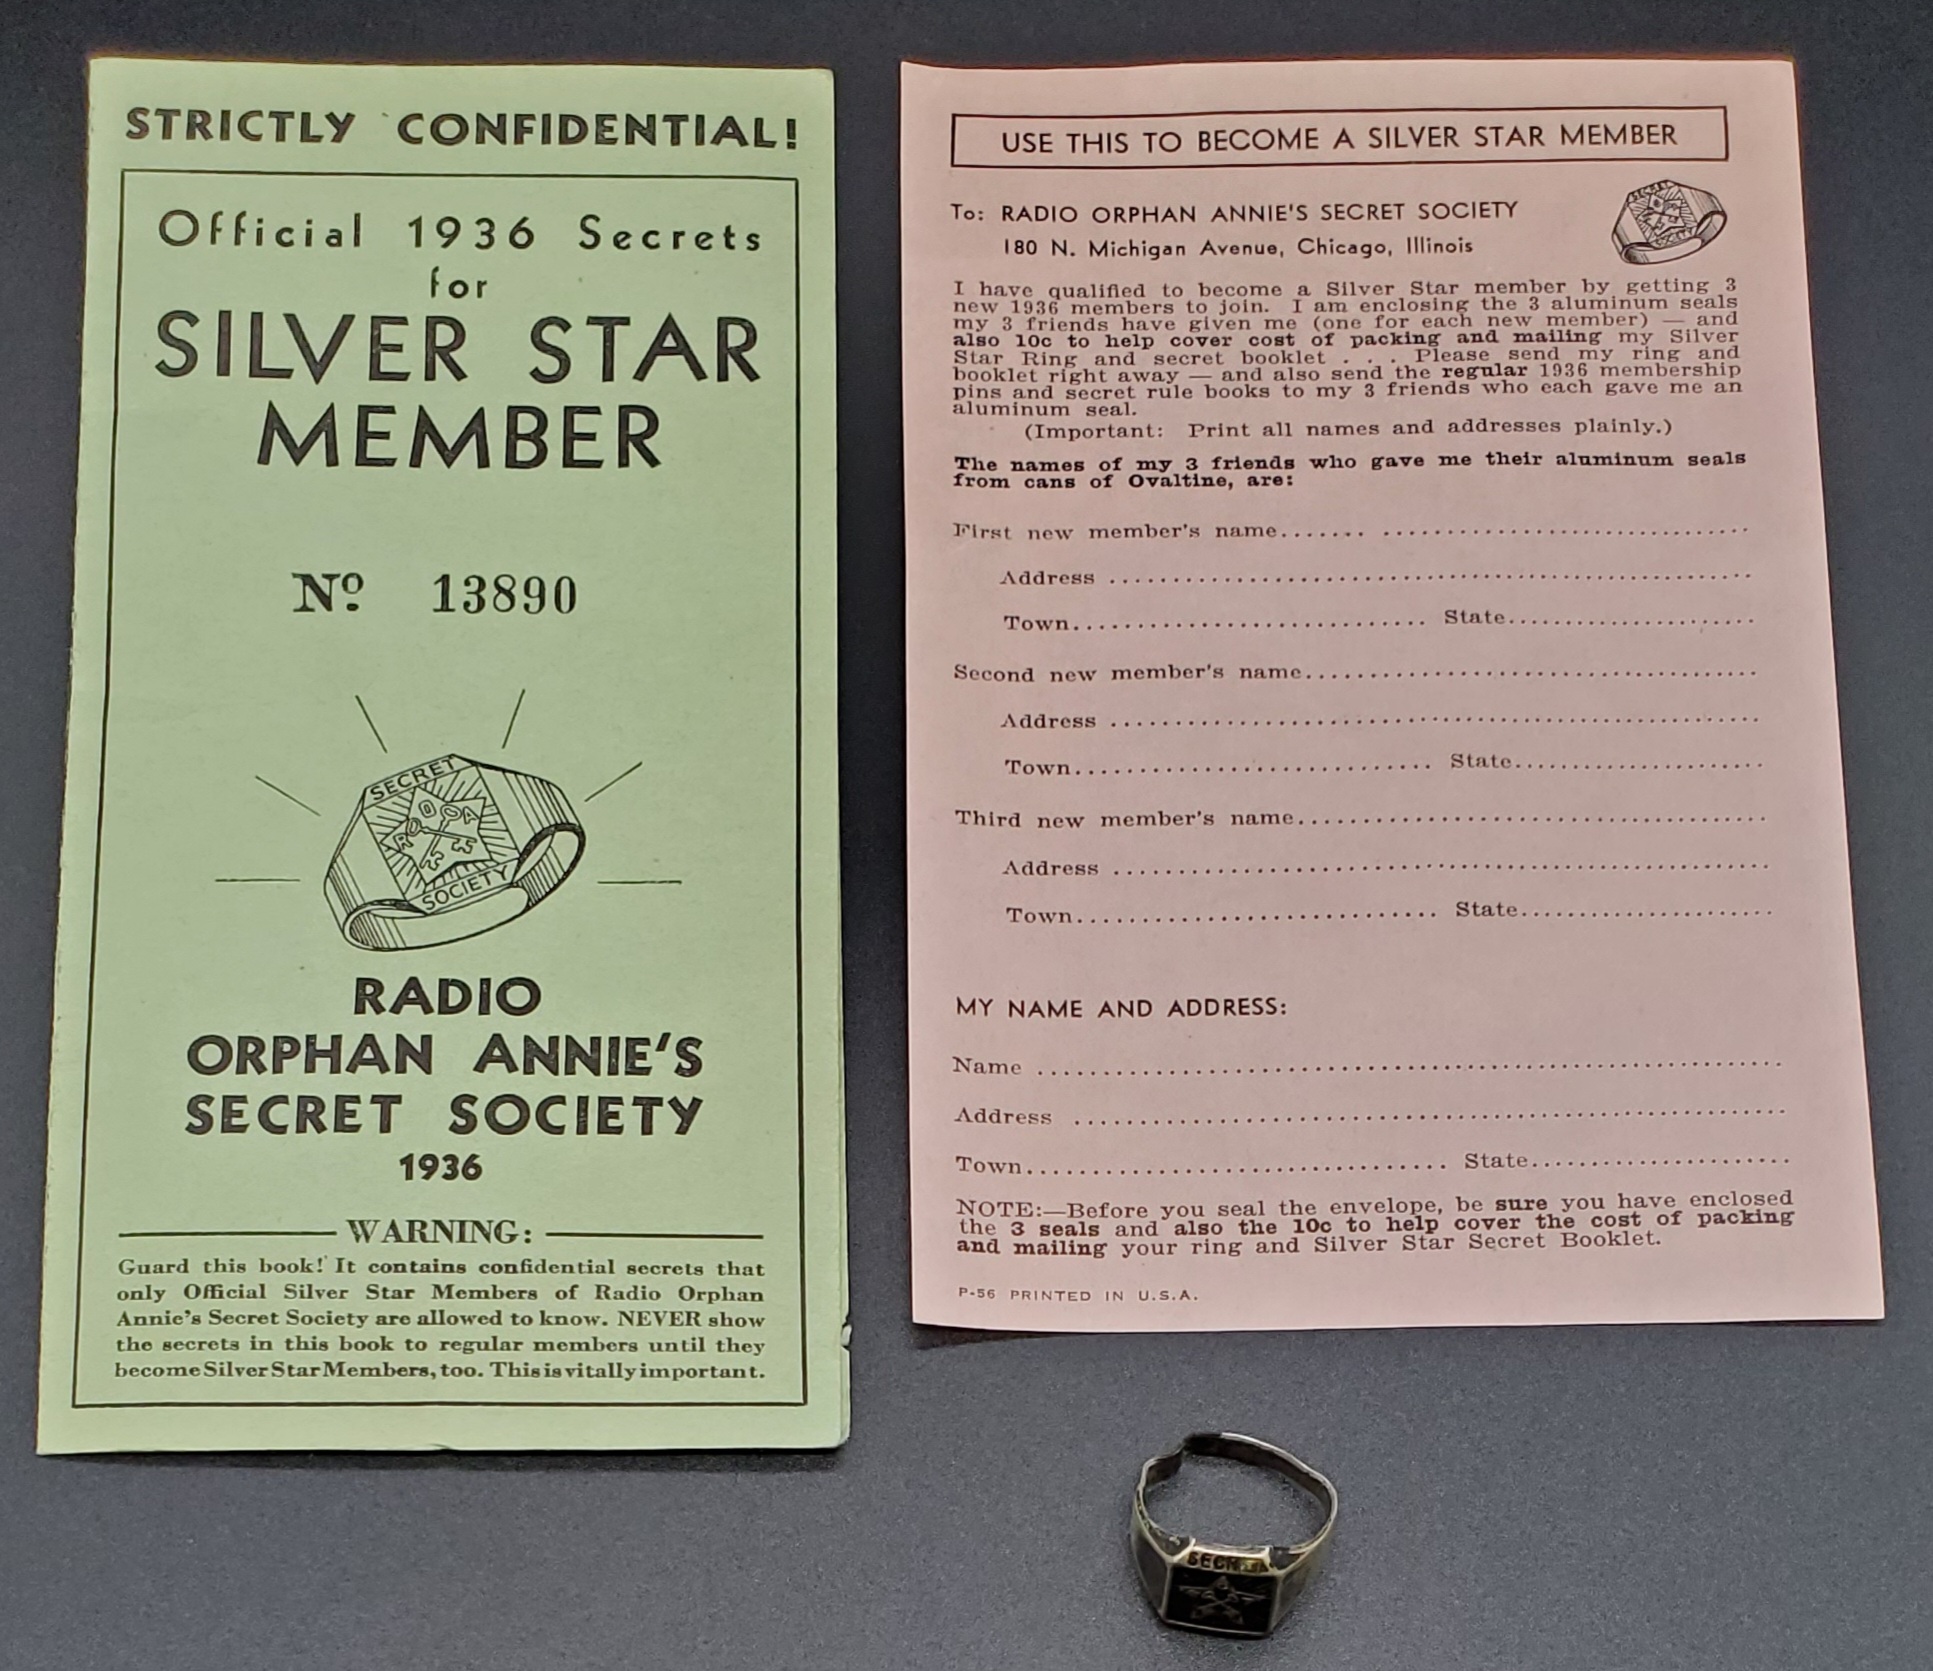 STRICTLY CONFIDENTIAL!
Official 1936 Secrets
for
SILVER STAR
MEMBER
Nº 13890
SECRET
ROA
SOCIETY
RADIO
ORPHAN ANNIE'S
SECRET SOCIETY
1936
WARNING:
Guard this book! It contains confidential secrets that
only Official Silver Star Members of Radio Orphan
Annie's Secret Society are allowed to know. NEVER show
the secrets in this book to regular members until they
become Silver Star Members, too. This is vitally important.
USE THIS TO BECOME A SILVER STAR MEMBER
To: RADIO ORPHAN ANNIE'S SECRET SOCIETY
180 N. Michigan Avenue, Chicago, Illinois
SECRET
SOCIETY
I have qualified to become a Silver Star member by getting 3
new 1936 members to join. I am enclosing the 3 aluminum seals
my 3 friends have given me (one for each new member) — and
also 10c to help cover cost of packing and mailing my Silver
Star Ring and secret booklet . . . Please send my ring and
booklet right away — and also send the regular 1936 membership
pins and secret rule books to my 3 friends who each gave me an
aluminum seal.
(Important: Print all names and addresses plainly.)
The names of my 3 friends who gave me their aluminum seals
from cans of Ovaltine, are:
First new member's name
Address
Town State
Second new member's name
Address
Town State
Third new member's name
Address
Town State
MY NAME AND ADDRESS:
Name
Address
Town State
NOTE:—Before you seal the envelope, be sure you have enclosed
the 3 seals and also the 10c to help cover the cost of packing
and mailing your ring and Silver Star Secret Booklet.
P-56 PRINTED IN U.S.A.